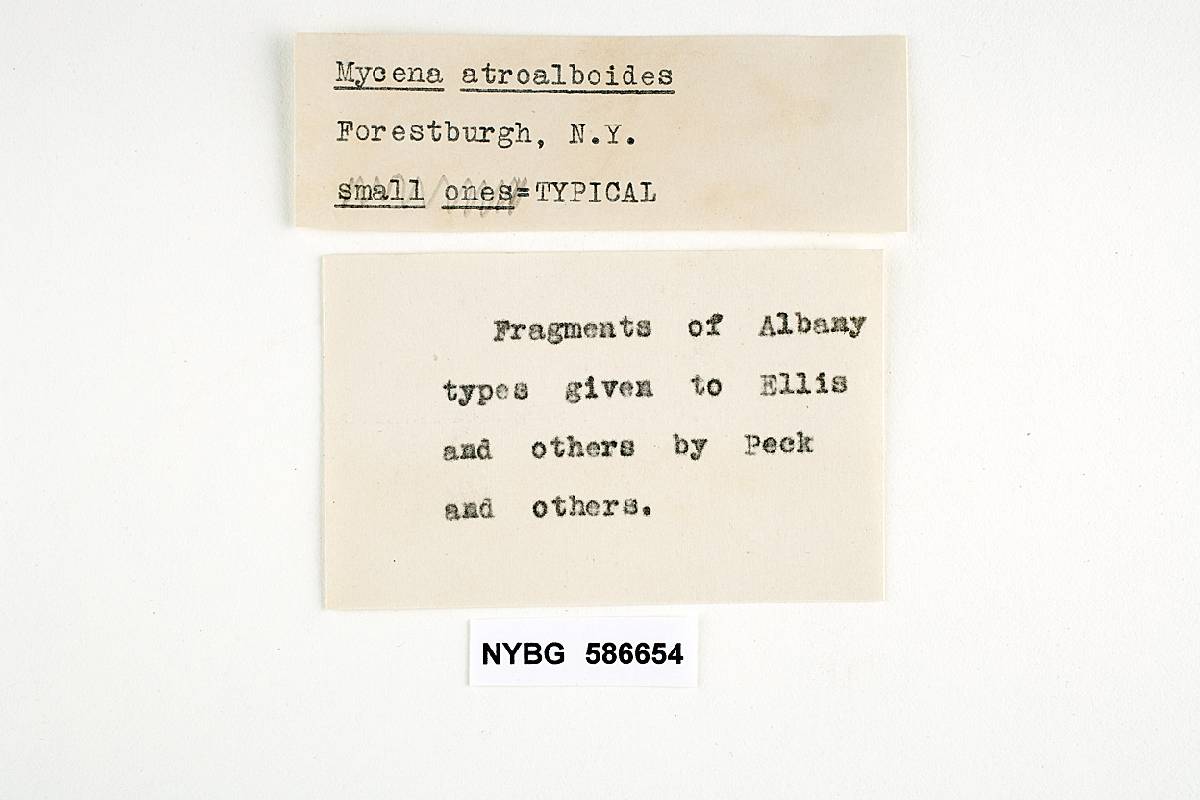 Mycena atroalboides
Forestburgh, N.Y.
small ones=TYPICAL
Fragments of Albany
types given to Ellis
and others by Peck
and others.
NYBG 586654